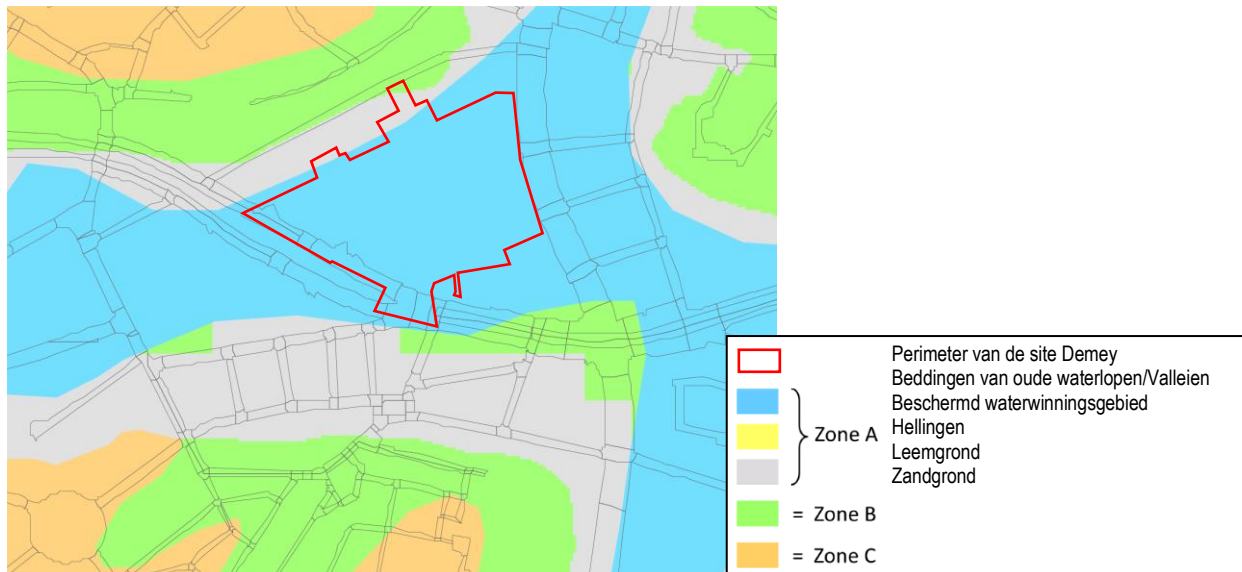 Perimeter van de site Demey
Beddingen van oude waterlopen/Valleien
Beschermd waterwinningsgebied
Zone A
Hellingen
Leemgrond
Zandgrond
= Zone B
= Zone C